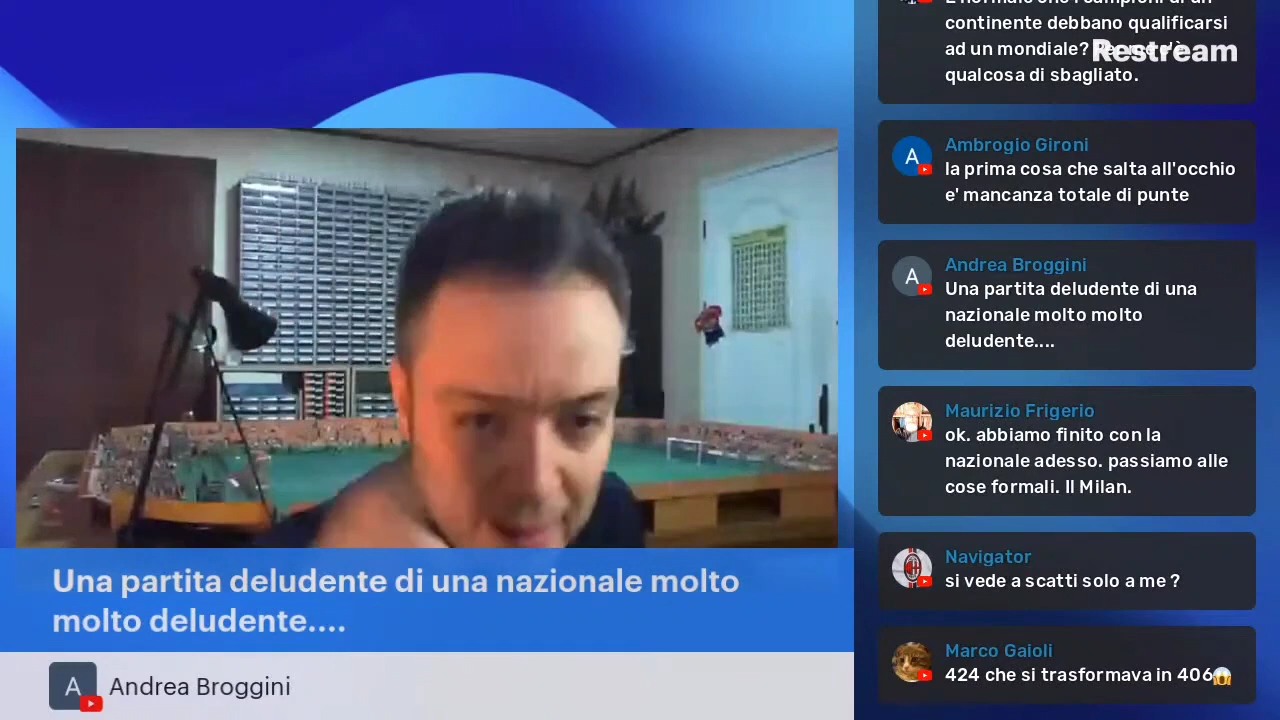 continente debbano qualificarsi
ad un mondiale?
qualcosa di sbagliato.
Restream
Ambrogio Gironi
la prima cosa che salta all'occhio
e' mancanza totale di punte
Andrea Broggini
Una partita deludente di una
nazionale molto molto
deludente....
Maurizio Frigerio
ok. abbiamo finito con la
nazionale adesso. passiamo alle
cose formali. Il Milan.
Navigator
si vede a scatti solo a me ?
Marco Gaioli
424 che si trasformava in 406😱
Una partita deludente di una nazionale molto
molto deludente....
A Andrea Broggini